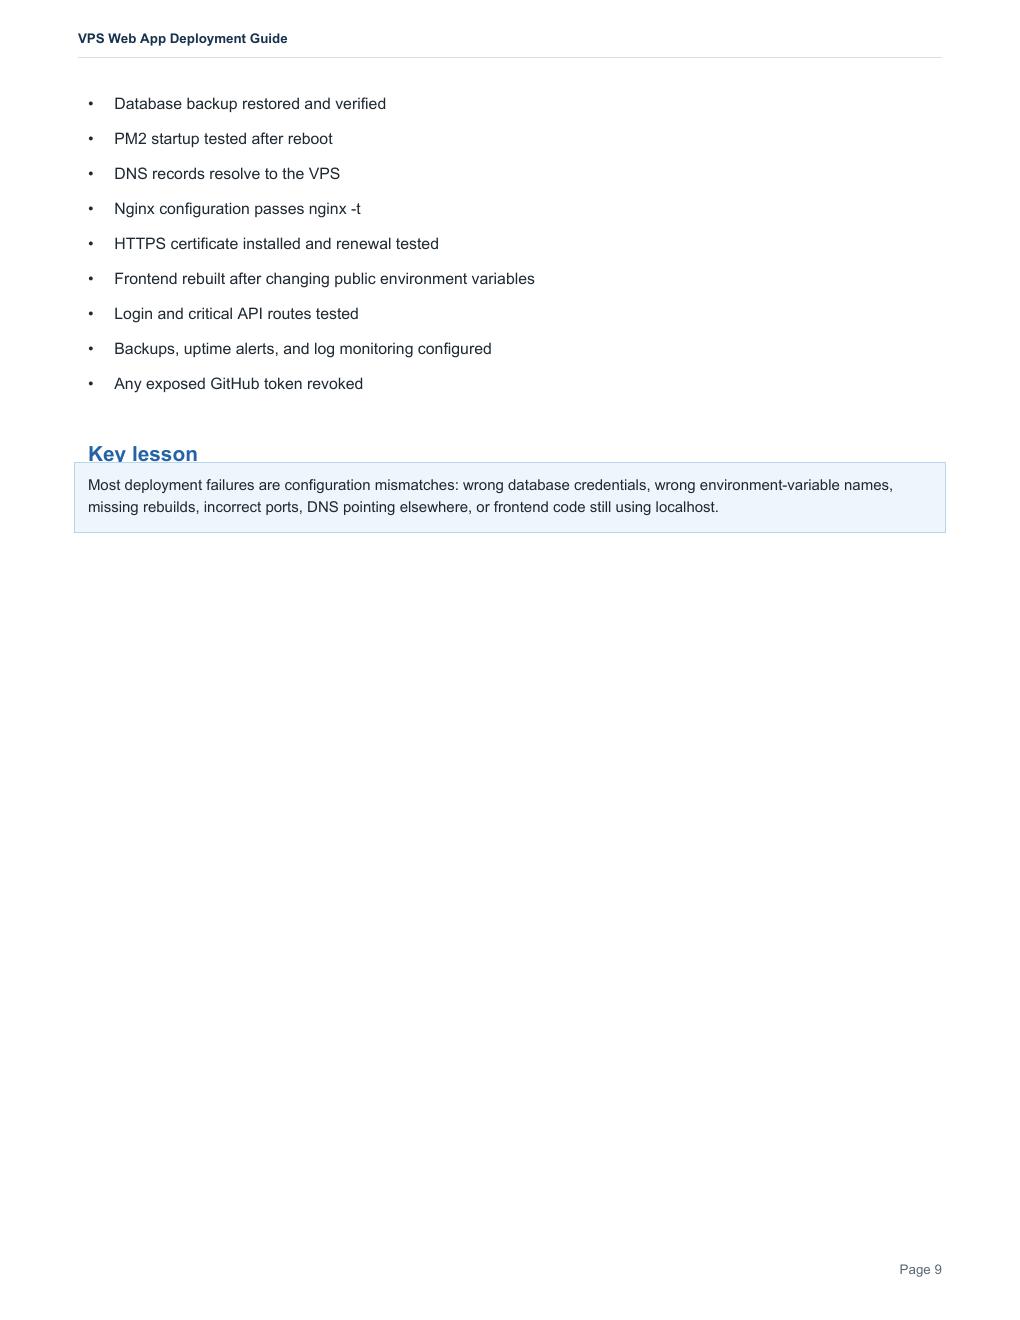 VPS Web App Deployment Guide
• Database backup restored and verified
• PM2 startup tested after reboot
• DNS records resolve to the VPS
• Nginx configuration passes nginx -t
• HTTPS certificate installed and renewal tested
• Frontend rebuilt after changing public environment variables
• Login and critical API routes tested
• Backups, uptime alerts, and log monitoring configured
• Any exposed GitHub token revoked
Key lesson
Most deployment failures are configuration mismatches: wrong database credentials, wrong environment-variable names,
missing rebuilds, incorrect ports, DNS pointing elsewhere, or frontend code still using localhost.
Page 9